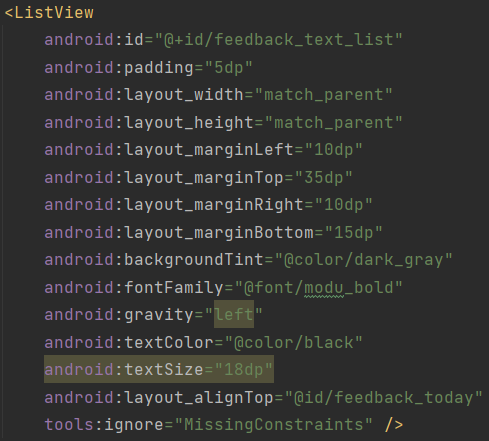 <ListView
android:id="@+id/feedback_text_list"
android:padding="5dp"
android:layout_width="match_parent"
android:layout_height="match_parent"
android:layout_marginLeft="10dp"
android:layout_marginTop="35dp"
android:layout_marginRight="10dp"
android:layout_marginBottom="15dp"
android:backgroundTint="@color/dark_gray"
android:fontFamily="@font/modu_bold"
android:gravity="left"
android:textColor="@color/black"
android:textSize="18dp"
android:layout_alignTop="@id/feedback_today"
tools:ignore="MissingConstraints" />